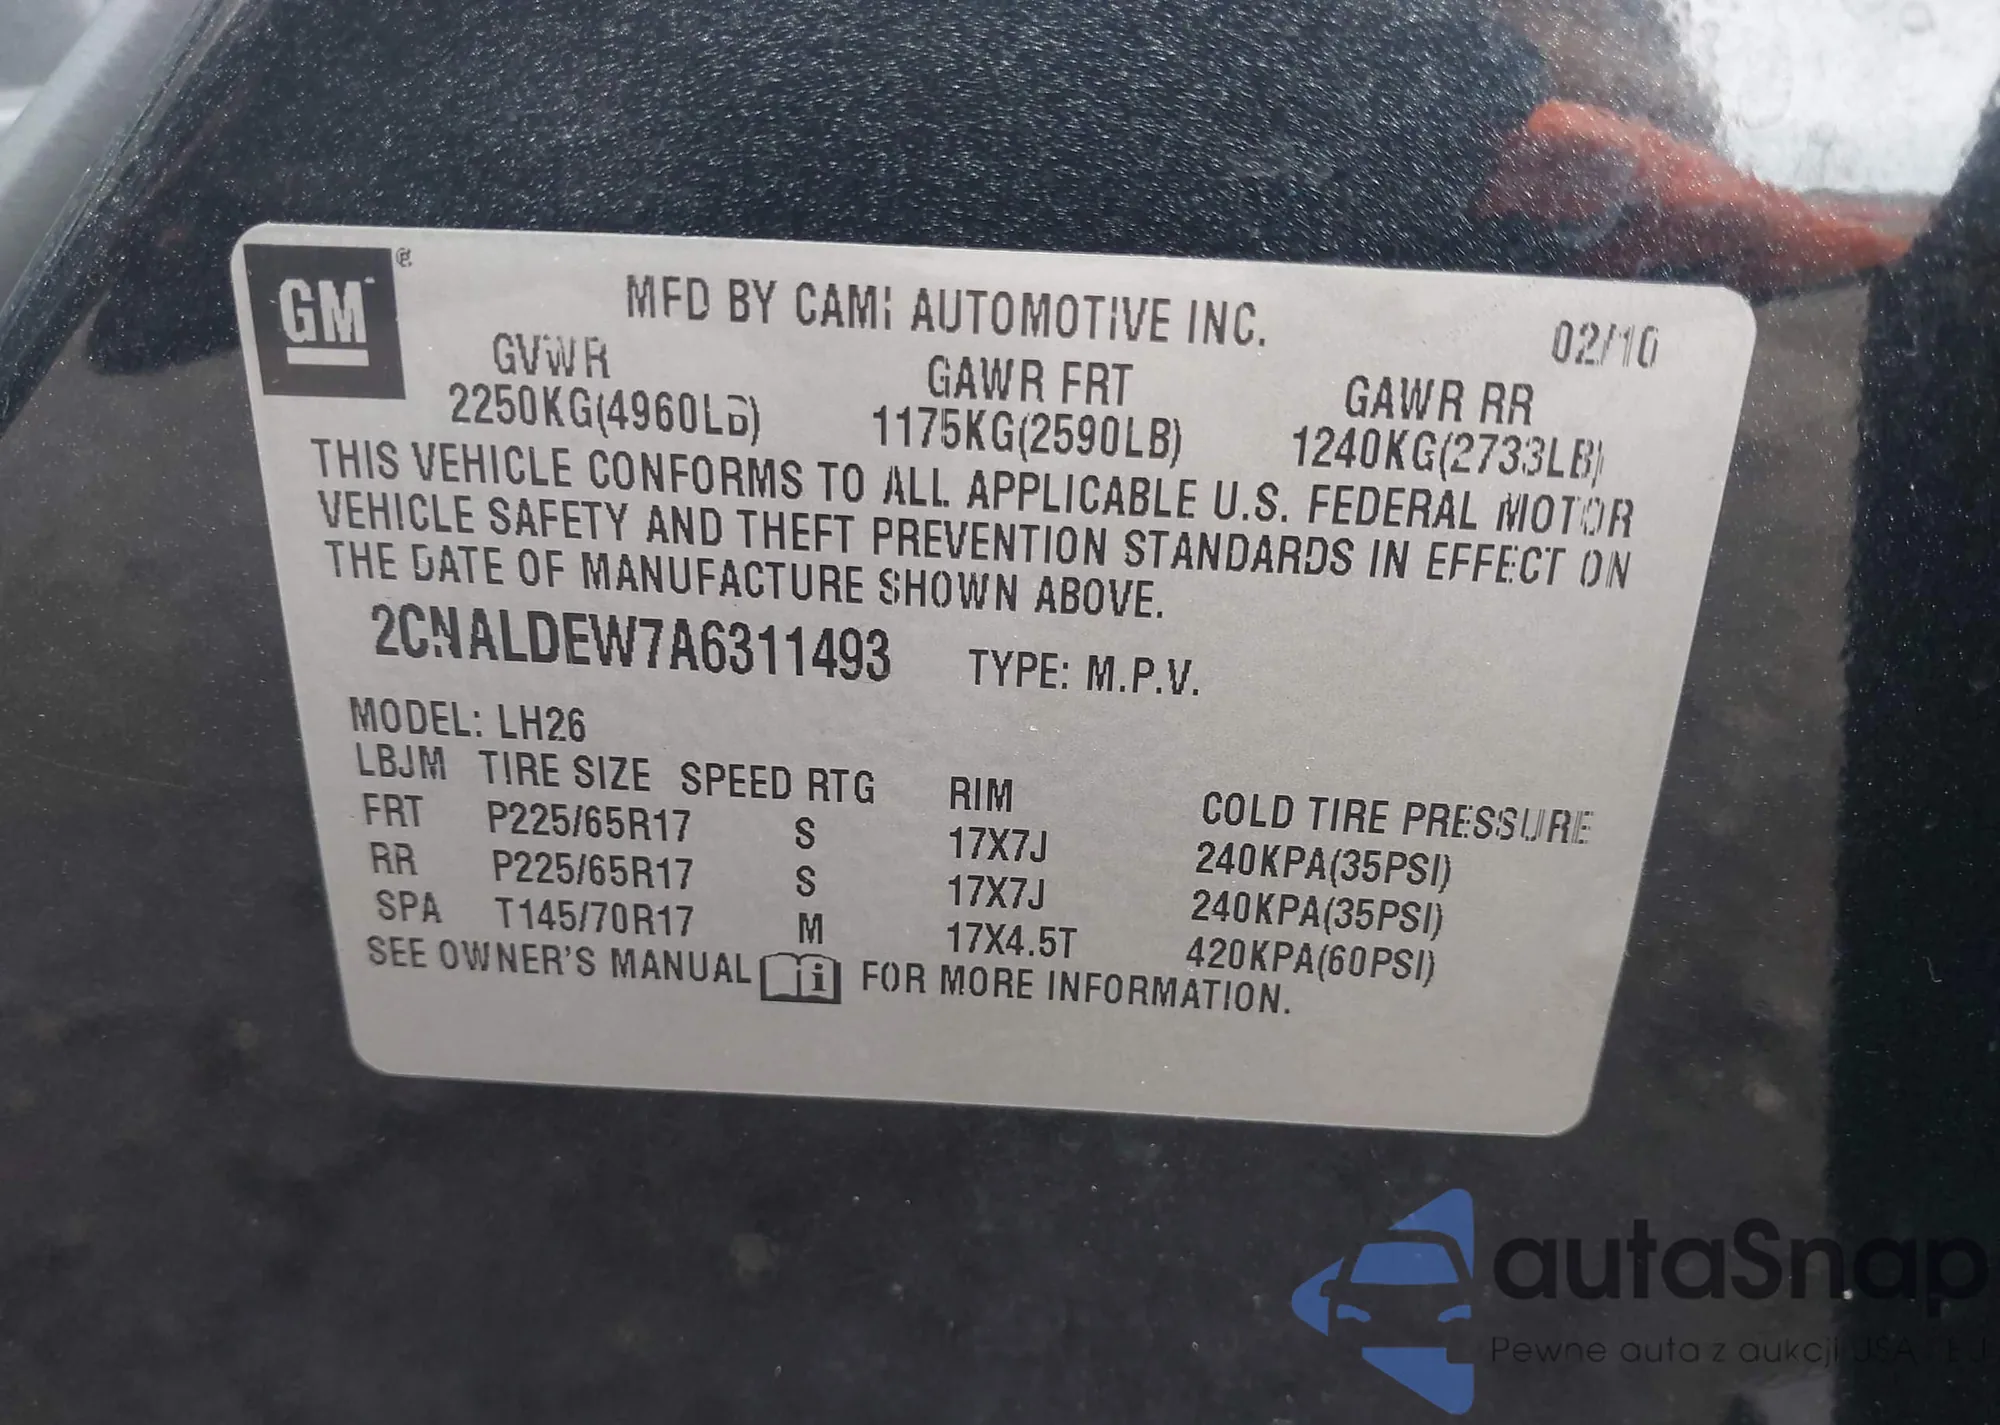 GM ®
MFD BY CAMI AUTOMOTIVE INC.
02/10
GVWR GAWR FRT GAWR RR
2250KG(4960LB) 1175KG(2590LB) 1240KG(2733LB)
THIS VEHICLE CONFORMS TO ALL APPLICABLE U.S. FEDERAL MOTOR
VEHICLE SAFETY AND THEFT PREVENTION STANDARDS IN EFFECT ON
THE DATE OF MANUFACTURE SHOWN ABOVE.
2CNALDEW7A6311493 TYPE: M.P.V.
MODEL: LH26
LBJM TIRE SIZE SPEED RTG RIM COLD TIRE PRESSURE
FRT P225/65R17 S 17X7J 240KPA(35PSI)
RR P225/65R17 S 17X7J 240KPA(35PSI)
SPA T145/70R17 M 17X4.5T 420KPA(60PSI)
SEE OWNER'S MANUAL i FOR MORE INFORMATION.
autaSnap
Pewne auta z aukcji USA